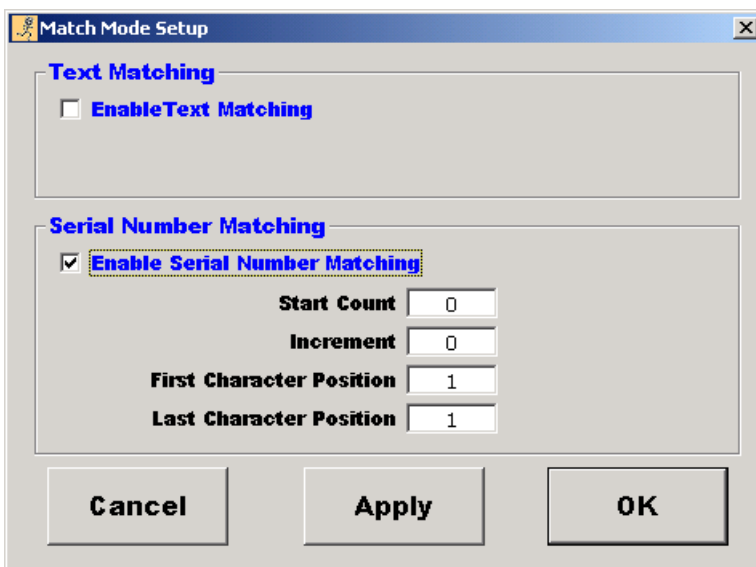 Match Mode Setup
Text Matching
EnableText Matching
Serial Number Matching
Enable Serial Number Matching
Start Count 0
Increment 0
First Character Position 1
Last Character Position 1
Cancel Apply OK